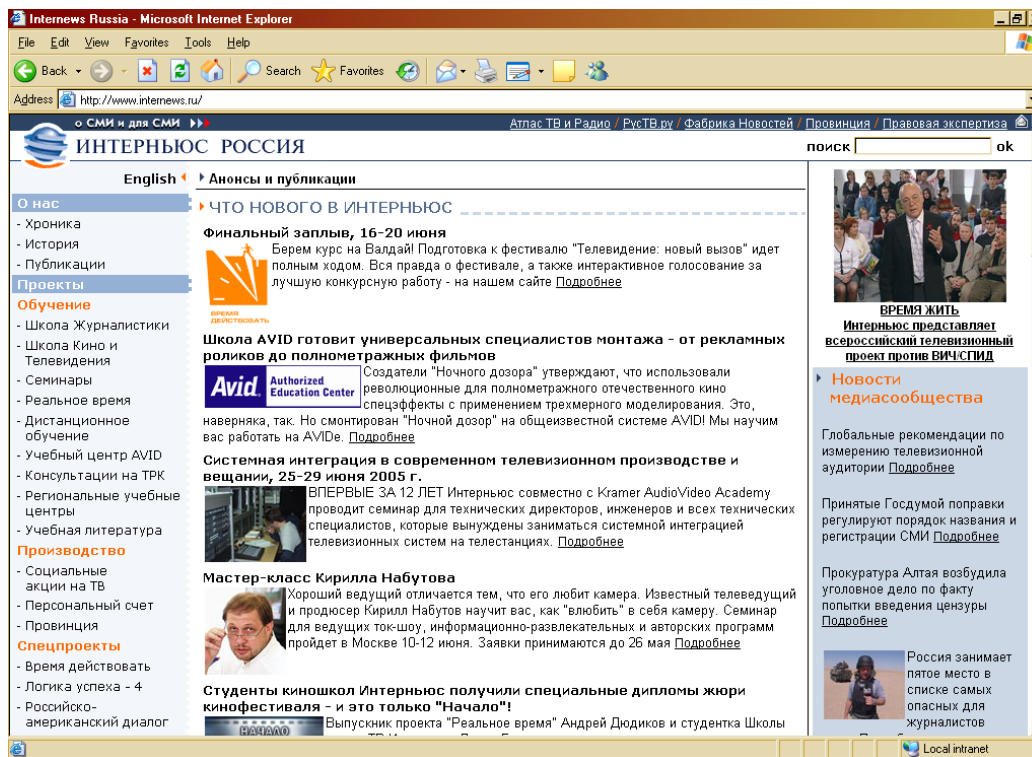 Internews Russia - Microsoft Internet Explorer
File Edit View Favorites Tools Help
Back Search Favorites
Address http://www.internews.ru/
о СМИ и для СМИ
Атлас ТВ и Радио / РусТВ.ру / Фабрика Новостей / Провинция / Правовая экспертиза
ИНТЕРНЬЮС РОССИЯ
поиск ok
English
О нас
- Хроника
- История
- Публикации
Проекты
Обучение
- Школа Журналистики
- Школа Кино и
Телевидения
- Семинары
- Реальное время
- Дистанционное
обучение
- Учебный центр AVID
- Консультации на ТРК
- Региональные учебные
центры
- Учебная литература
Производство
- Социальные
акции на ТВ
- Персональный счет
- Провинция
Спецпроекты
- Время действовать
- Логика успеха - 4
- Российско-
американский диалог
Анонсы и публикации
ЧТО НОВОГО В ИНТЕРНЬЮС
Финальный заплыв, 16-20 июня
Берем курс на Валдай! Подготовка к фестивалю "Телевидение: новый вызов" идет
полным ходом. Вся правда о фестивале, а также интерактивное голосование за
лучшую конкурсную работу - на нашем сайте Подробнее
ВРЕМЯ
ДЕЙСТВОВАТЬ
Школа AVID готовит универсальных специалистов монтажа - от рекламных
роликов до полнометражных фильмов
Avid Authorized
Education Center
Создатели "Ночного дозора" утверждают, что использовали
революционные для полнометражного отечественного кино
спецэффекты с применением трехмерного моделирования. Это,
наверняка, так. Но смонтирован "Ночной дозор" на общеизвестной системе AVID! Мы научим
вас работать на AVIDе. Подробнее
Системная интеграция в современном телевизионном производстве и
вещании, 25-29 июня 2005 г.
ВПЕРВЫЕ ЗА 12 ЛЕТ Интерньюс совместно с Kramer AudioVideo Academy
проводит семинар для технических директоров, инженеров и всех технических
специалистов, которые вынуждены заниматься системной интеграцией
телевизионных систем на телестанциях. Подробнее
Мастер-класс Кирилла Набутова
Хороший ведущий отличается тем, что его любит камера. Известный телеведущий
и продюсер Кирилл Набутов научит вас, как "влюбить" в себя камеру. Семинар
для ведущих ток-шоу, информационно-развлекательных и авторских программ
пройдет в Москве 10-12 июня. Заявки принимаются до 26 мая Подробнее
Студенты киношкол Интерньюс получили специальные дипломы жюри
кинофестиваля - и это только "Начало"!
НАЧАЛО
Выпускник проекта "Реальное время" Андрей Дюдиков и студентка Школы
ВРЕМЯ ЖИТЬ
Интерньюс представляет
всероссийский телевизионный
проект против ВИЧ/СПИД
Новости
медиасообщества
Глобальные рекомендации по
измерению телевизионной
аудитории Подробнее
Принятые Госдумой поправки
регулируют порядок названия и
регистрации СМИ Подробнее
Прокуратура Алтая возбудила
уголовное дело по факту
попытки введения цензуры
Подробнее
Россия занимает
пятое место в
списке самых
опасных для
журналистов
Local intranet